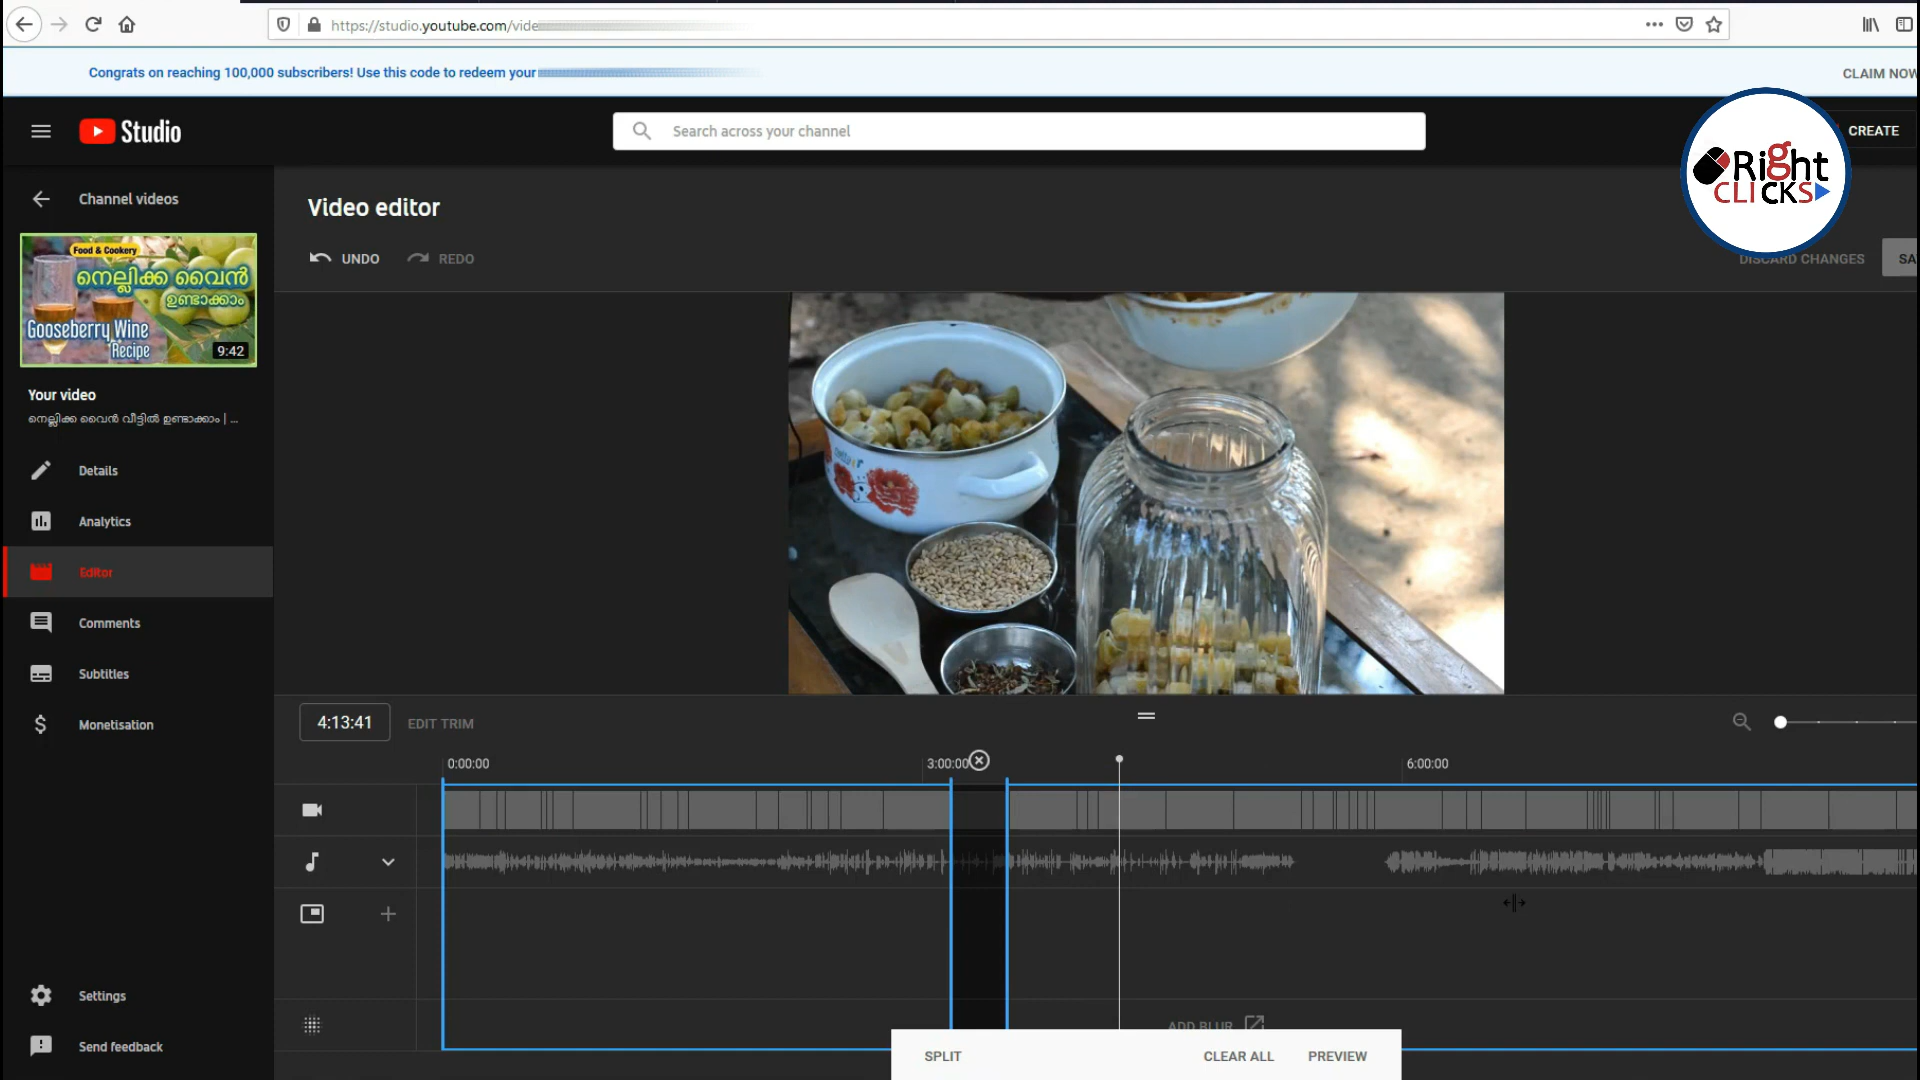 https://studio.youtube.com/vide
Congrats on reaching 100,000 subscribers! Use this code to redeem your
CLAIM NOW
Studio
Search across your channel
CREATE
Right
CLICKS
Channel videos
Video editor
UNDO
REDO
DISCARD CHANGES
SA
Food & Cookery
നെല്ലിക്ക വൈൻ
ഉണ്ടാക്കാം
Gooseberry Wine
Recipe
9:42
Your video
നെല്ലിക്ക വൈൻ വീട്ടിൽ ഉണ്ടാക്കാം | ...
Details
Analytics
Editor
Comments
Subtitles
Monetisation
Settings
Send feedback
4:13:41
EDIT TRIM
0:00:00
3:00:00
6:00:00
ADD BLUR
SPLIT
CLEAR ALL
PREVIEW